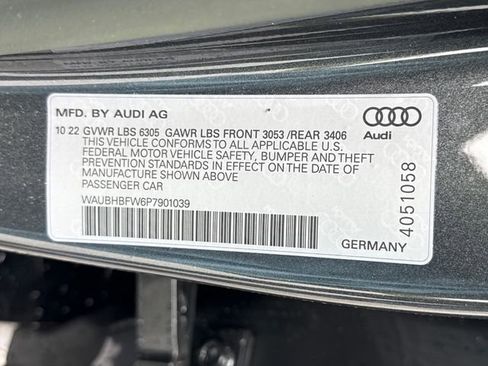 MFD. BY AUDI AG
Audi
10 22 GVWR LBS 6305 GAWR LBS FRONT 3053 /REAR 3406
THIS VEHICLE CONFORMS TO ALL APPLICABLE U.S.
FEDERAL MOTOR VEHICLE SAFETY, BUMPER AND THEFT
PREVENTION STANDARDS IN EFFECT ON THE DATE OF
MANUFACTURE SHOWN ABOVE
PASSENGER CAR
WAUBHBFW6P7901039
GERMANY
4051058